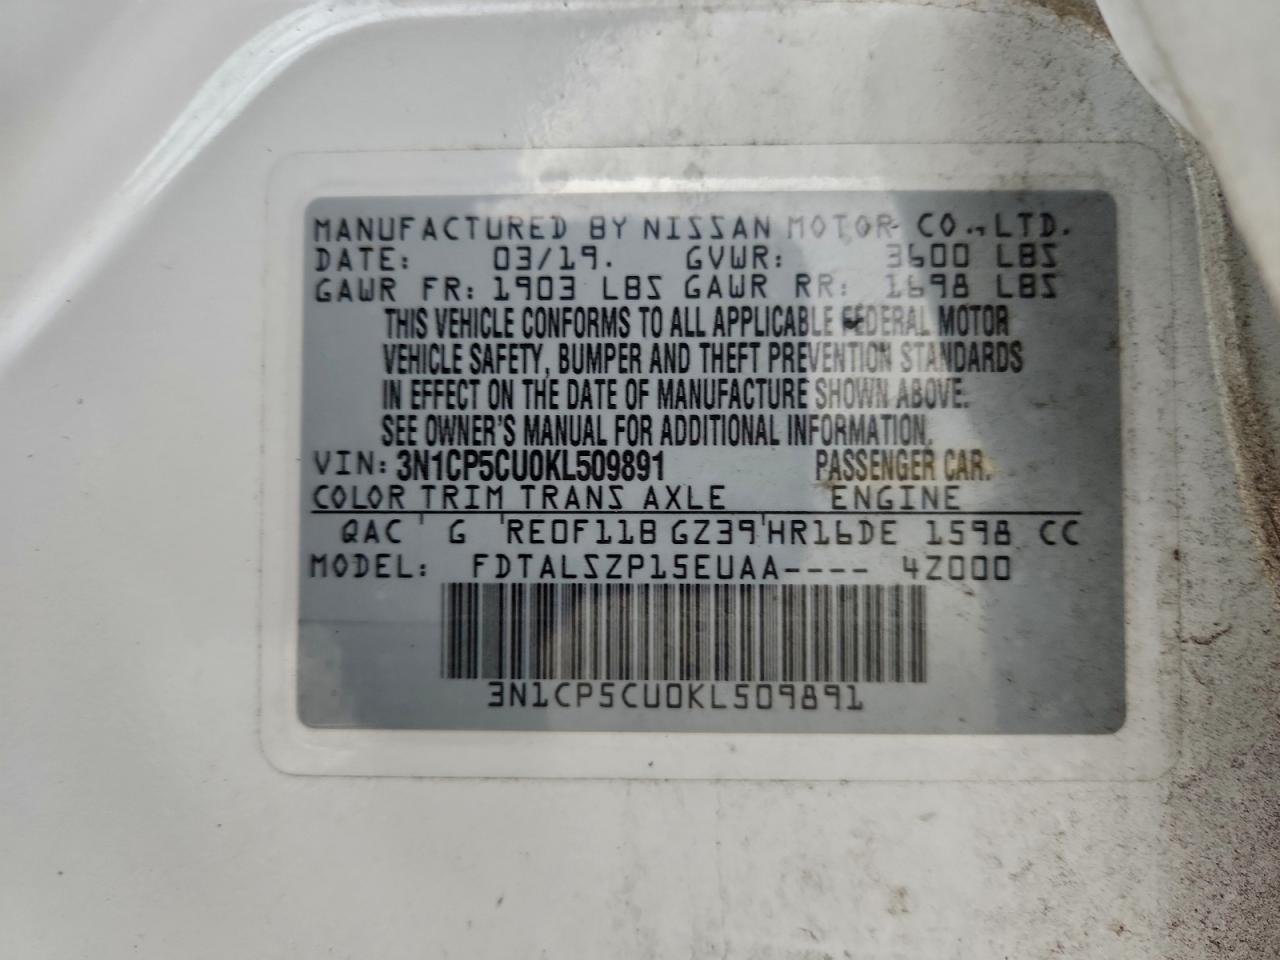 MANUFACTURED BY NISSAN MOTOR CO.,LTD.
DATE: 03/19. GVWR: 3600 LBS
GAWR FR: 1903 LBS GAWR RR: 1698 LBS
THIS VEHICLE CONFORMS TO ALL APPLICABLE FEDERAL MOTOR
VEHICLE SAFETY, BUMPER AND THEFT PREVENTION STANDARDS
IN EFFECT ON THE DATE OF MANUFACTURE SHOWN ABOVE.
SEE OWNER'S MANUAL FOR ADDITIONAL INFORMATION.
VIN: 3N1CP5CU0KL509891 PASSENGER CAR.
COLOR TRIM TRANS AXLE ENGINE
QAC G RE0F11B GZ39 HR16DE 1598 CC
MODEL: FDTALSZP15EUAA---- 4Z000
3N1CP5CU0KL509891